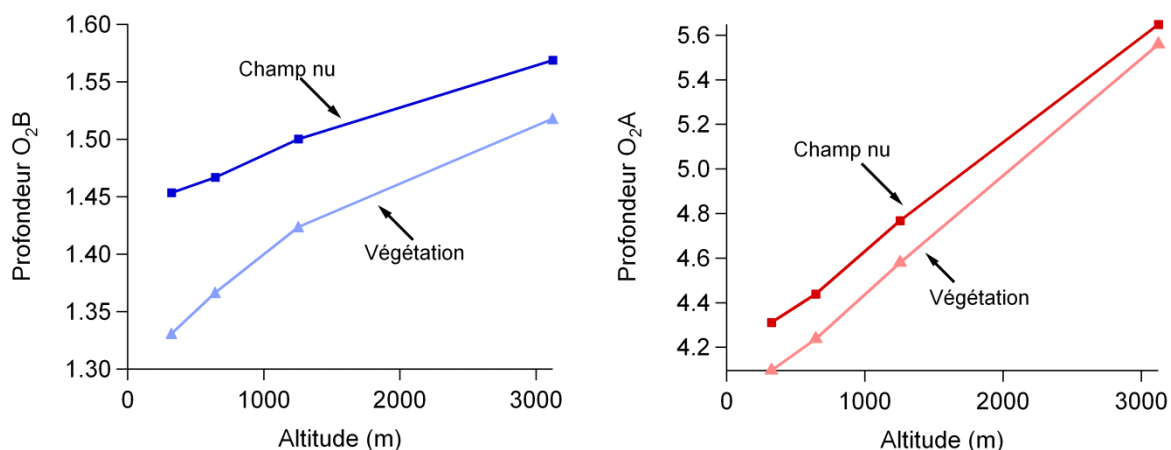 1.60
1.55
1.50
1.45
1.40
1.35
1.30
Profondeur O₂B
Champ nu
Végétation
0
1000
2000
3000
Altitude (m)
5.6
5.4
5.2
5.0
4.8
4.6
4.4
4.2
Profondeur O₂A
Champ nu
Végétation
0
1000
2000
3000
Altitude (m)